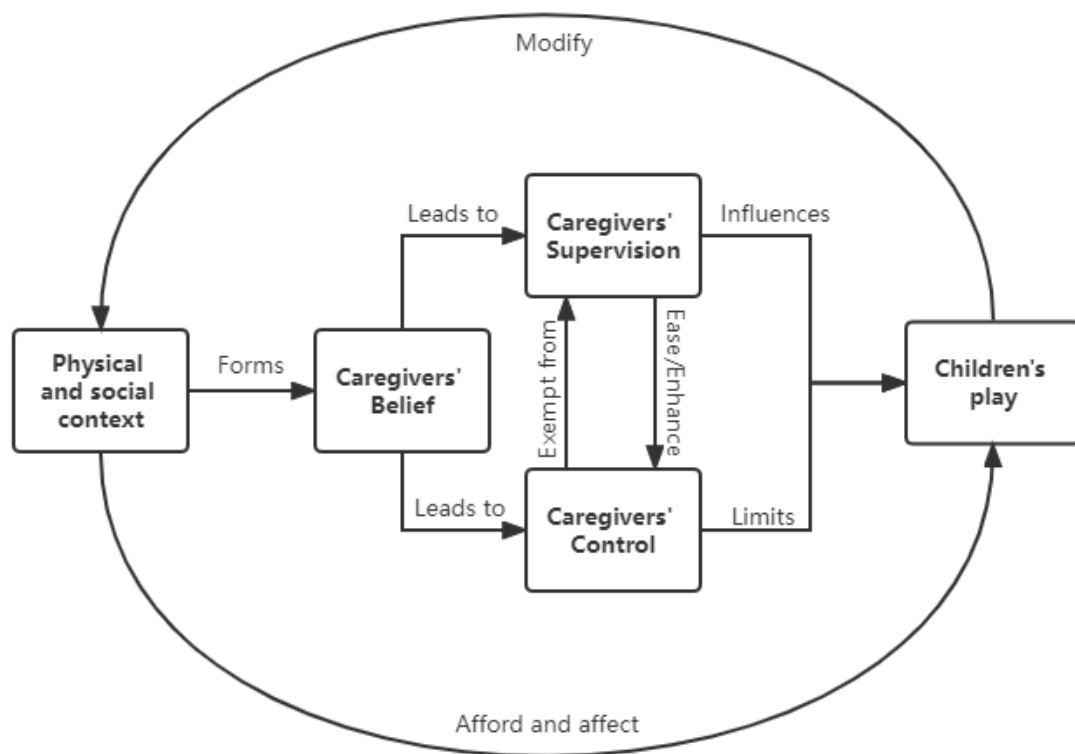 Modify
Leads to
Caregivers'
Supervision
Influences
Physical
and social
context
Forms
Caregivers'
Belief
Exempt from
Ease/Enhance
Children's
play
Leads to
Caregivers'
Control
Limits
Afford and affect